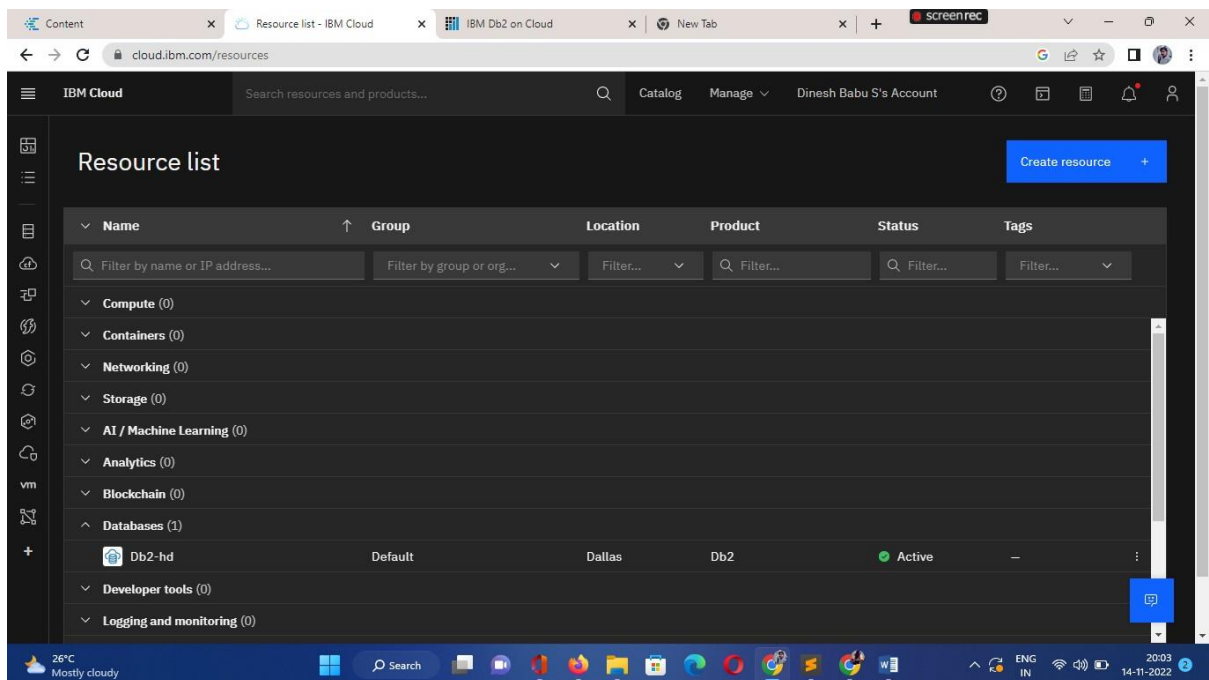 Content
Resource list - IBM Cloud
IBM Db2 on Cloud
New Tab
screenrec
cloud.ibm.com/resources
IBM Cloud
Search resources and products...
Catalog
Manage
Dinesh Babu S's Account
Resource list
Create resource +
Name Group Location Product Status Tags
Filter by name or IP address... Filter by group or org... Filter... Filter... Filter... Filter...
Compute (0)
Containers (0)
Networking (0)
Storage (0)
AI / Machine Learning (0)
Analytics (0)
vm
Blockchain (0)
Databases (1)
Db2-hd Default Dallas Db2 Active –
Developer tools (0)
Logging and monitoring (0)
26°C
Mostly cloudy
Search
ENG
IN
20:03
14-11-2022
2